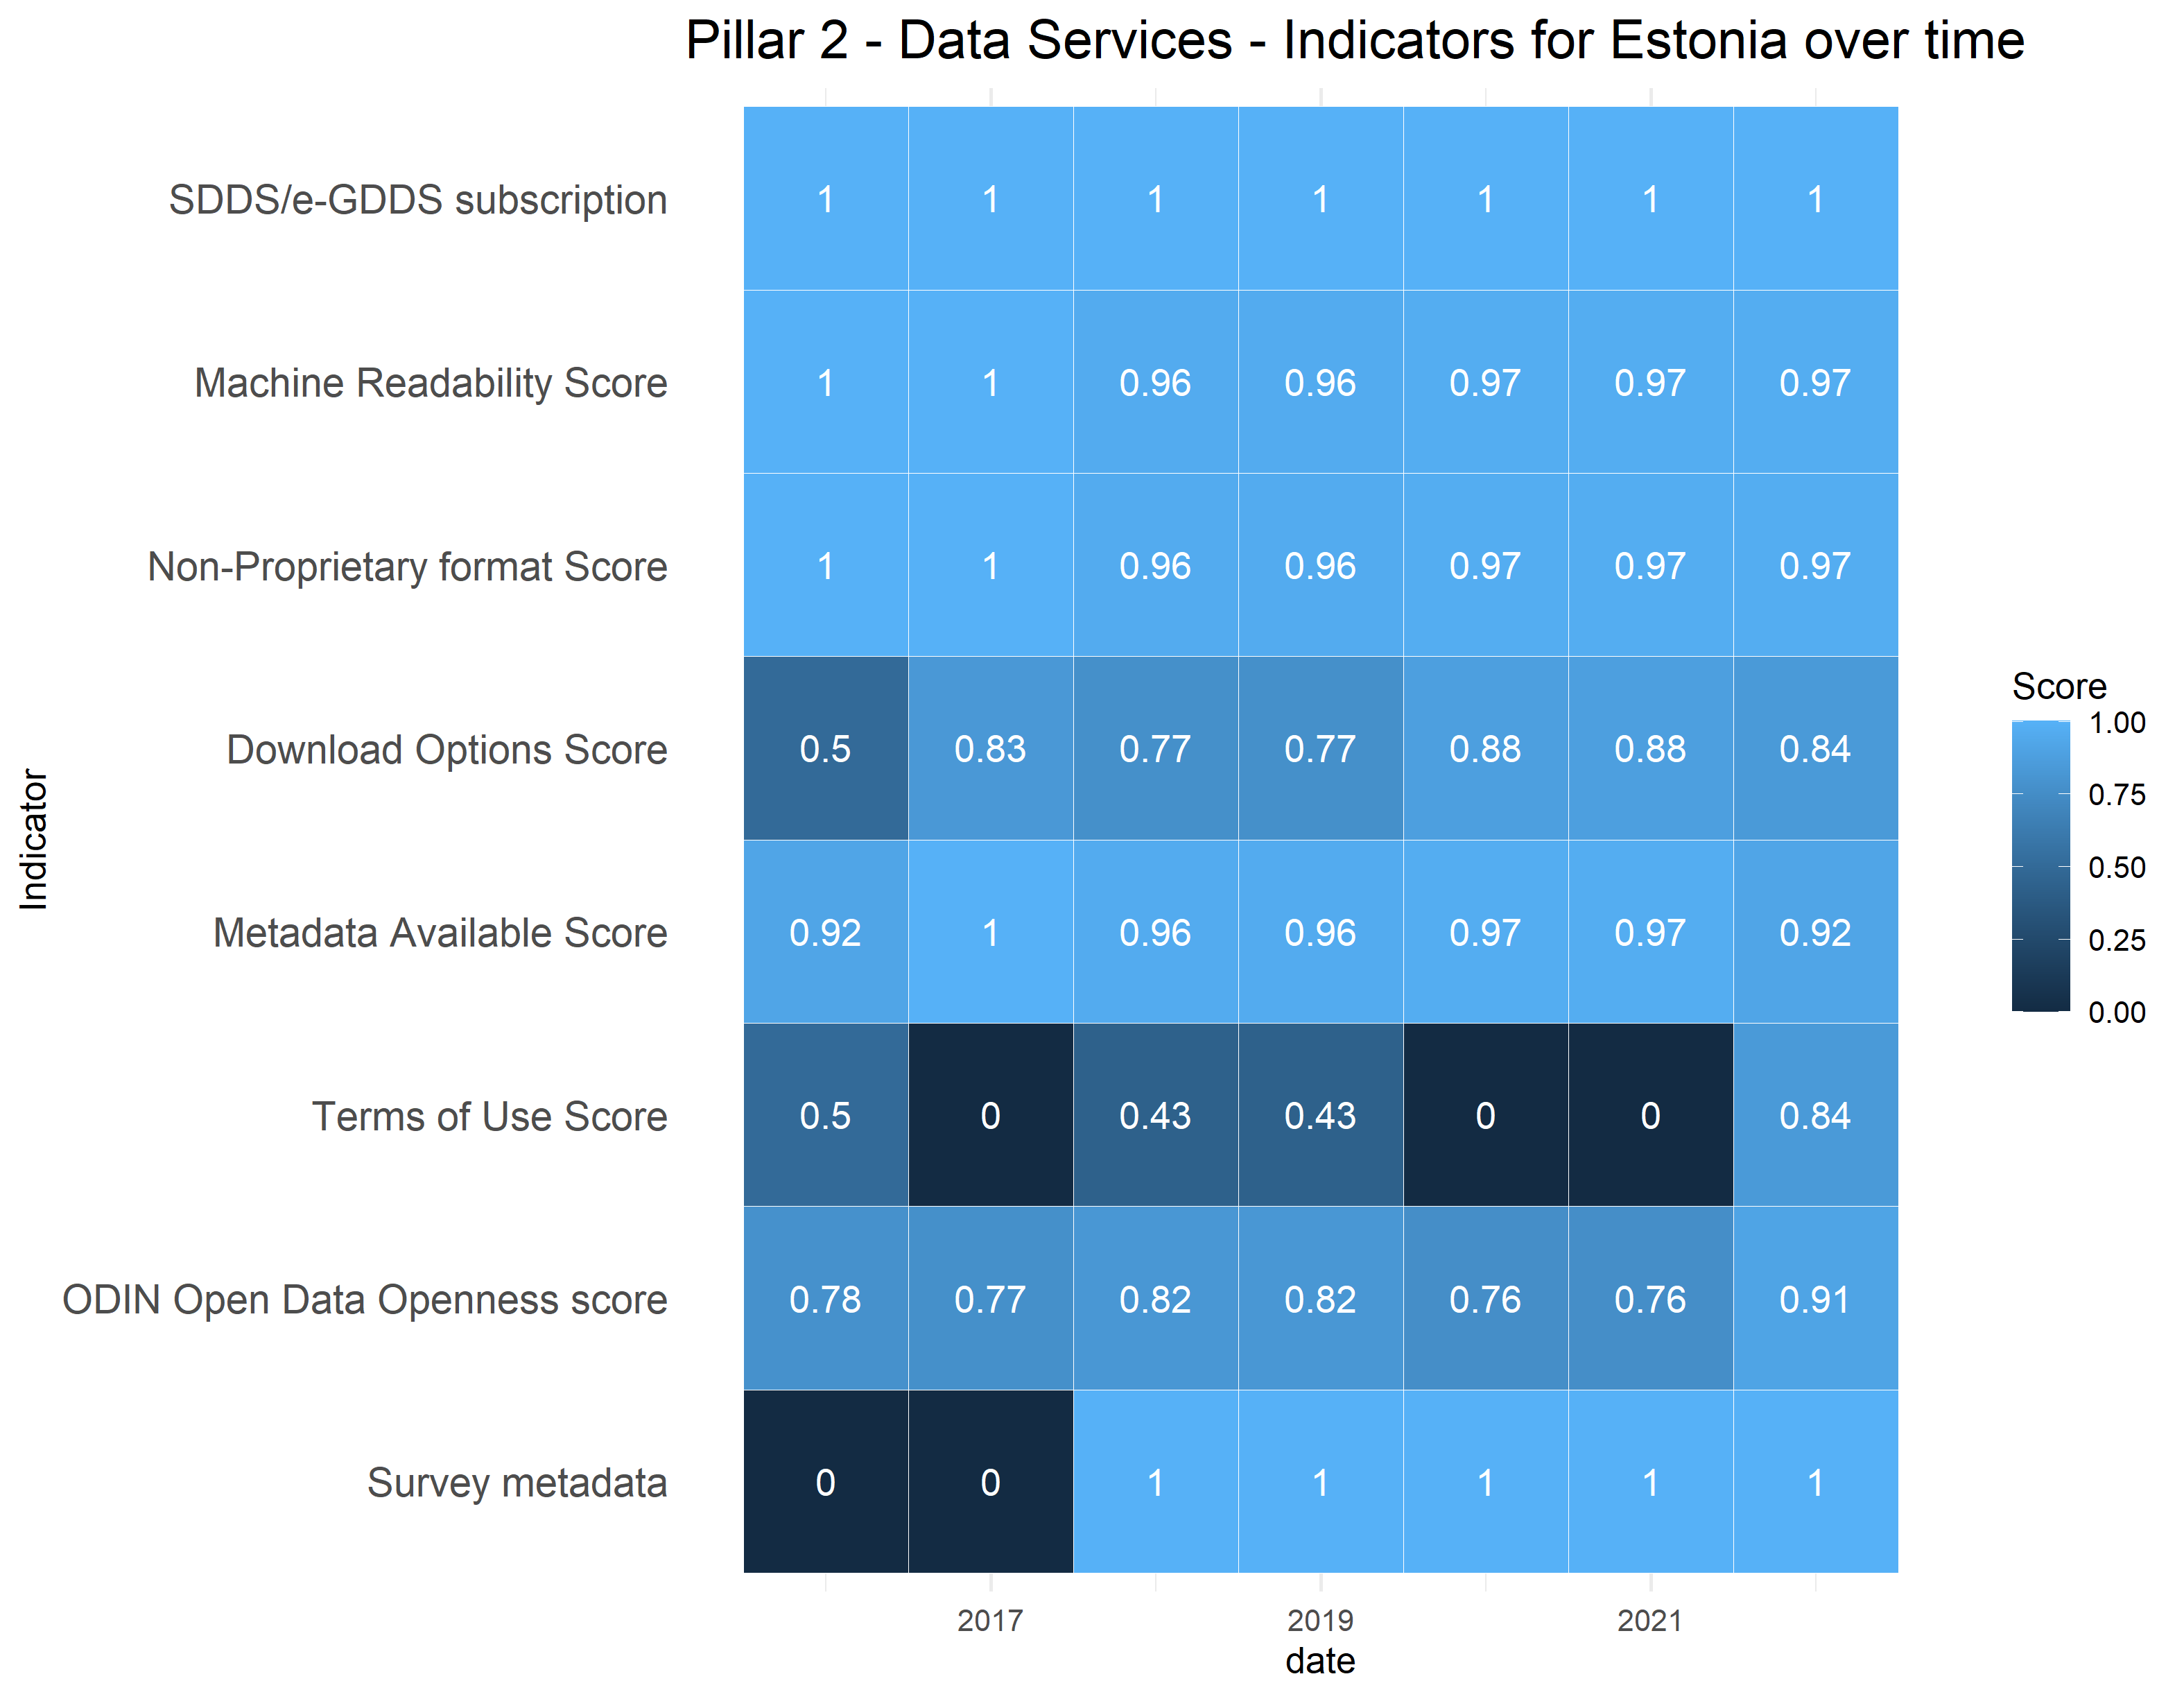 Pillar 2 - Data Services - Indicators for Estonia over time
Indicator
SDDS/e-GDDS subscription 1 1 1 1 1 1 1
Machine Readability Score 1 1 0.96 0.96 0.97 0.97 0.97
Non-Proprietary format Score 1 1 0.96 0.96 0.97 0.97 0.97
Download Options Score 0.5 0.83 0.77 0.77 0.88 0.88 0.84
Metadata Available Score 0.92 1 0.96 0.96 0.97 0.97 0.92
Terms of Use Score 0.5 0 0.43 0.43 0 0 0.84
ODIN Open Data Openness score 0.78 0.77 0.82 0.82 0.76 0.76 0.91
Survey metadata 0 0 1 1 1 1 1
2017 2019 2021
date
Score
1.00
0.75
0.50
0.25
0.00